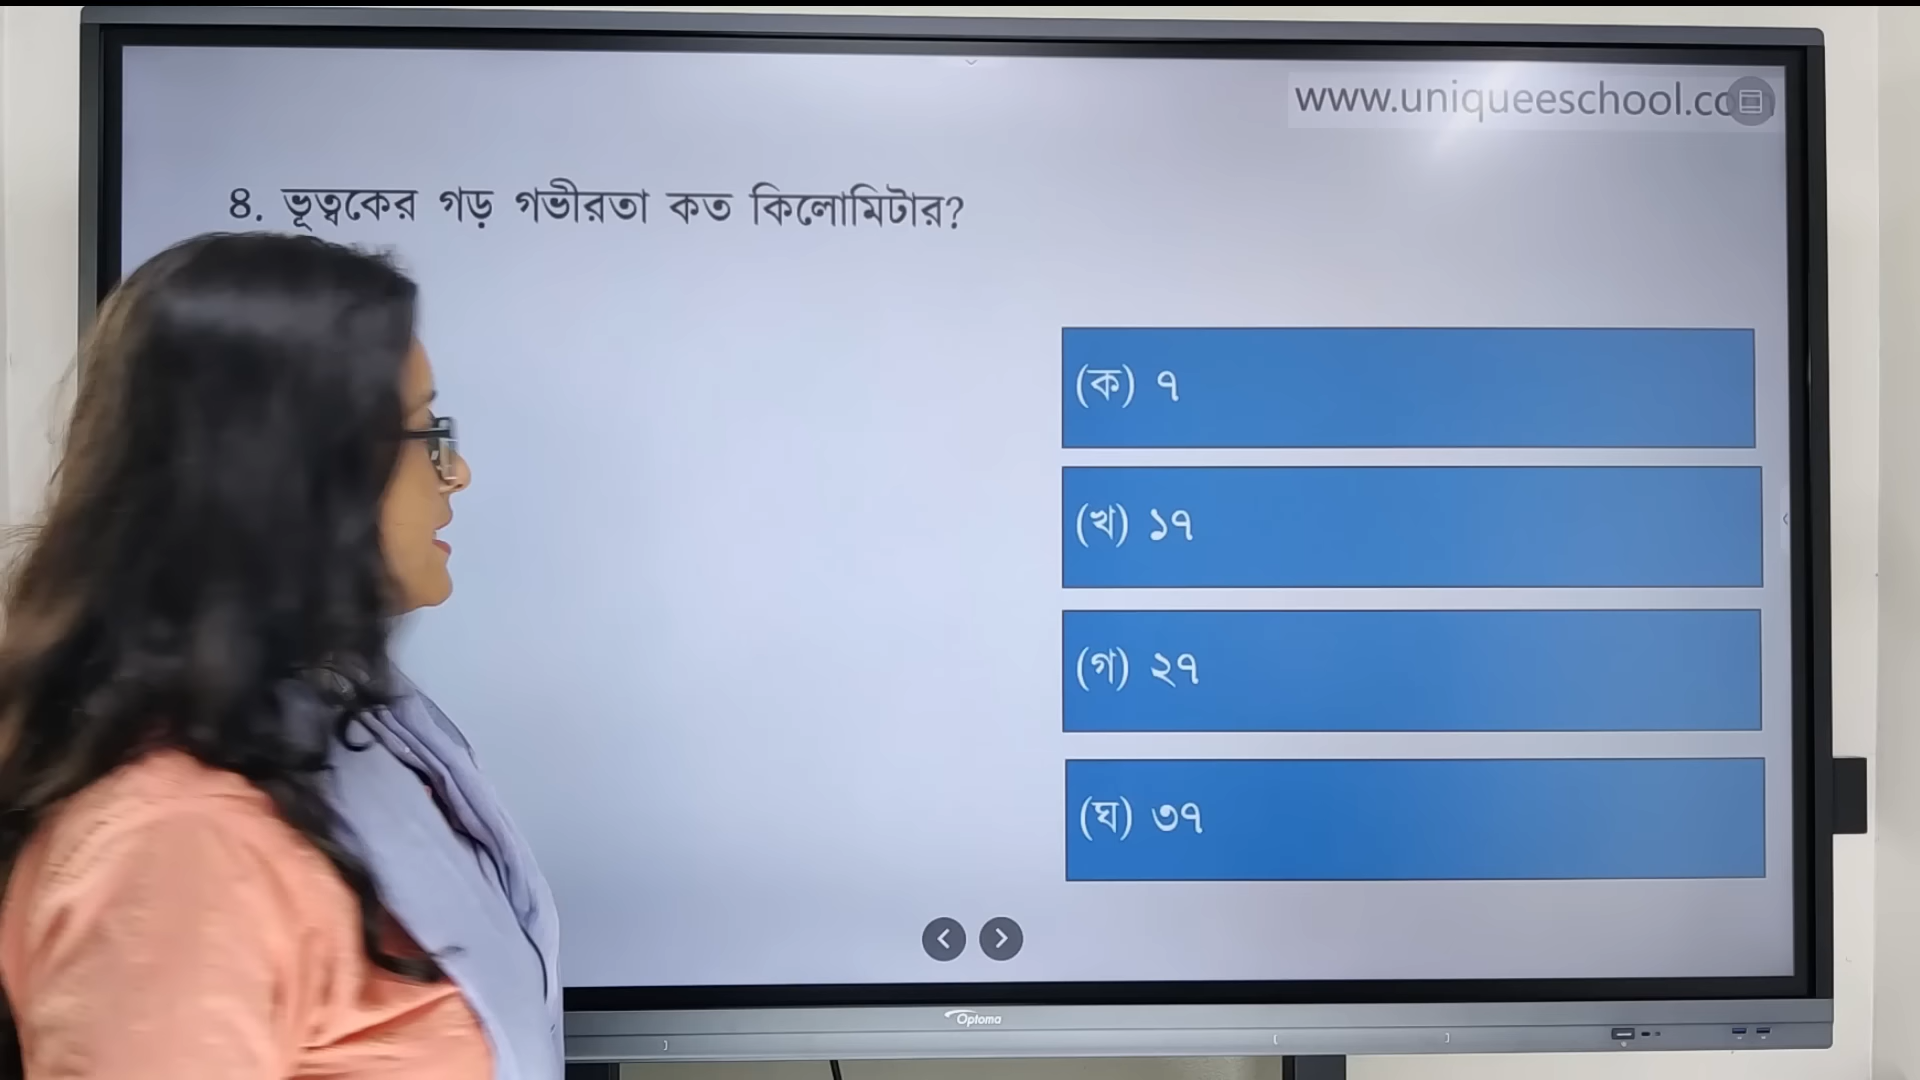 www.uniqueeschool.co
৪. ভূত্বকের গড় গভীরতা কত কিলোমিটার?
(ক) ৭
(খ) ১৭
(গ) ২৭
(ঘ) ৩৭
Optoma